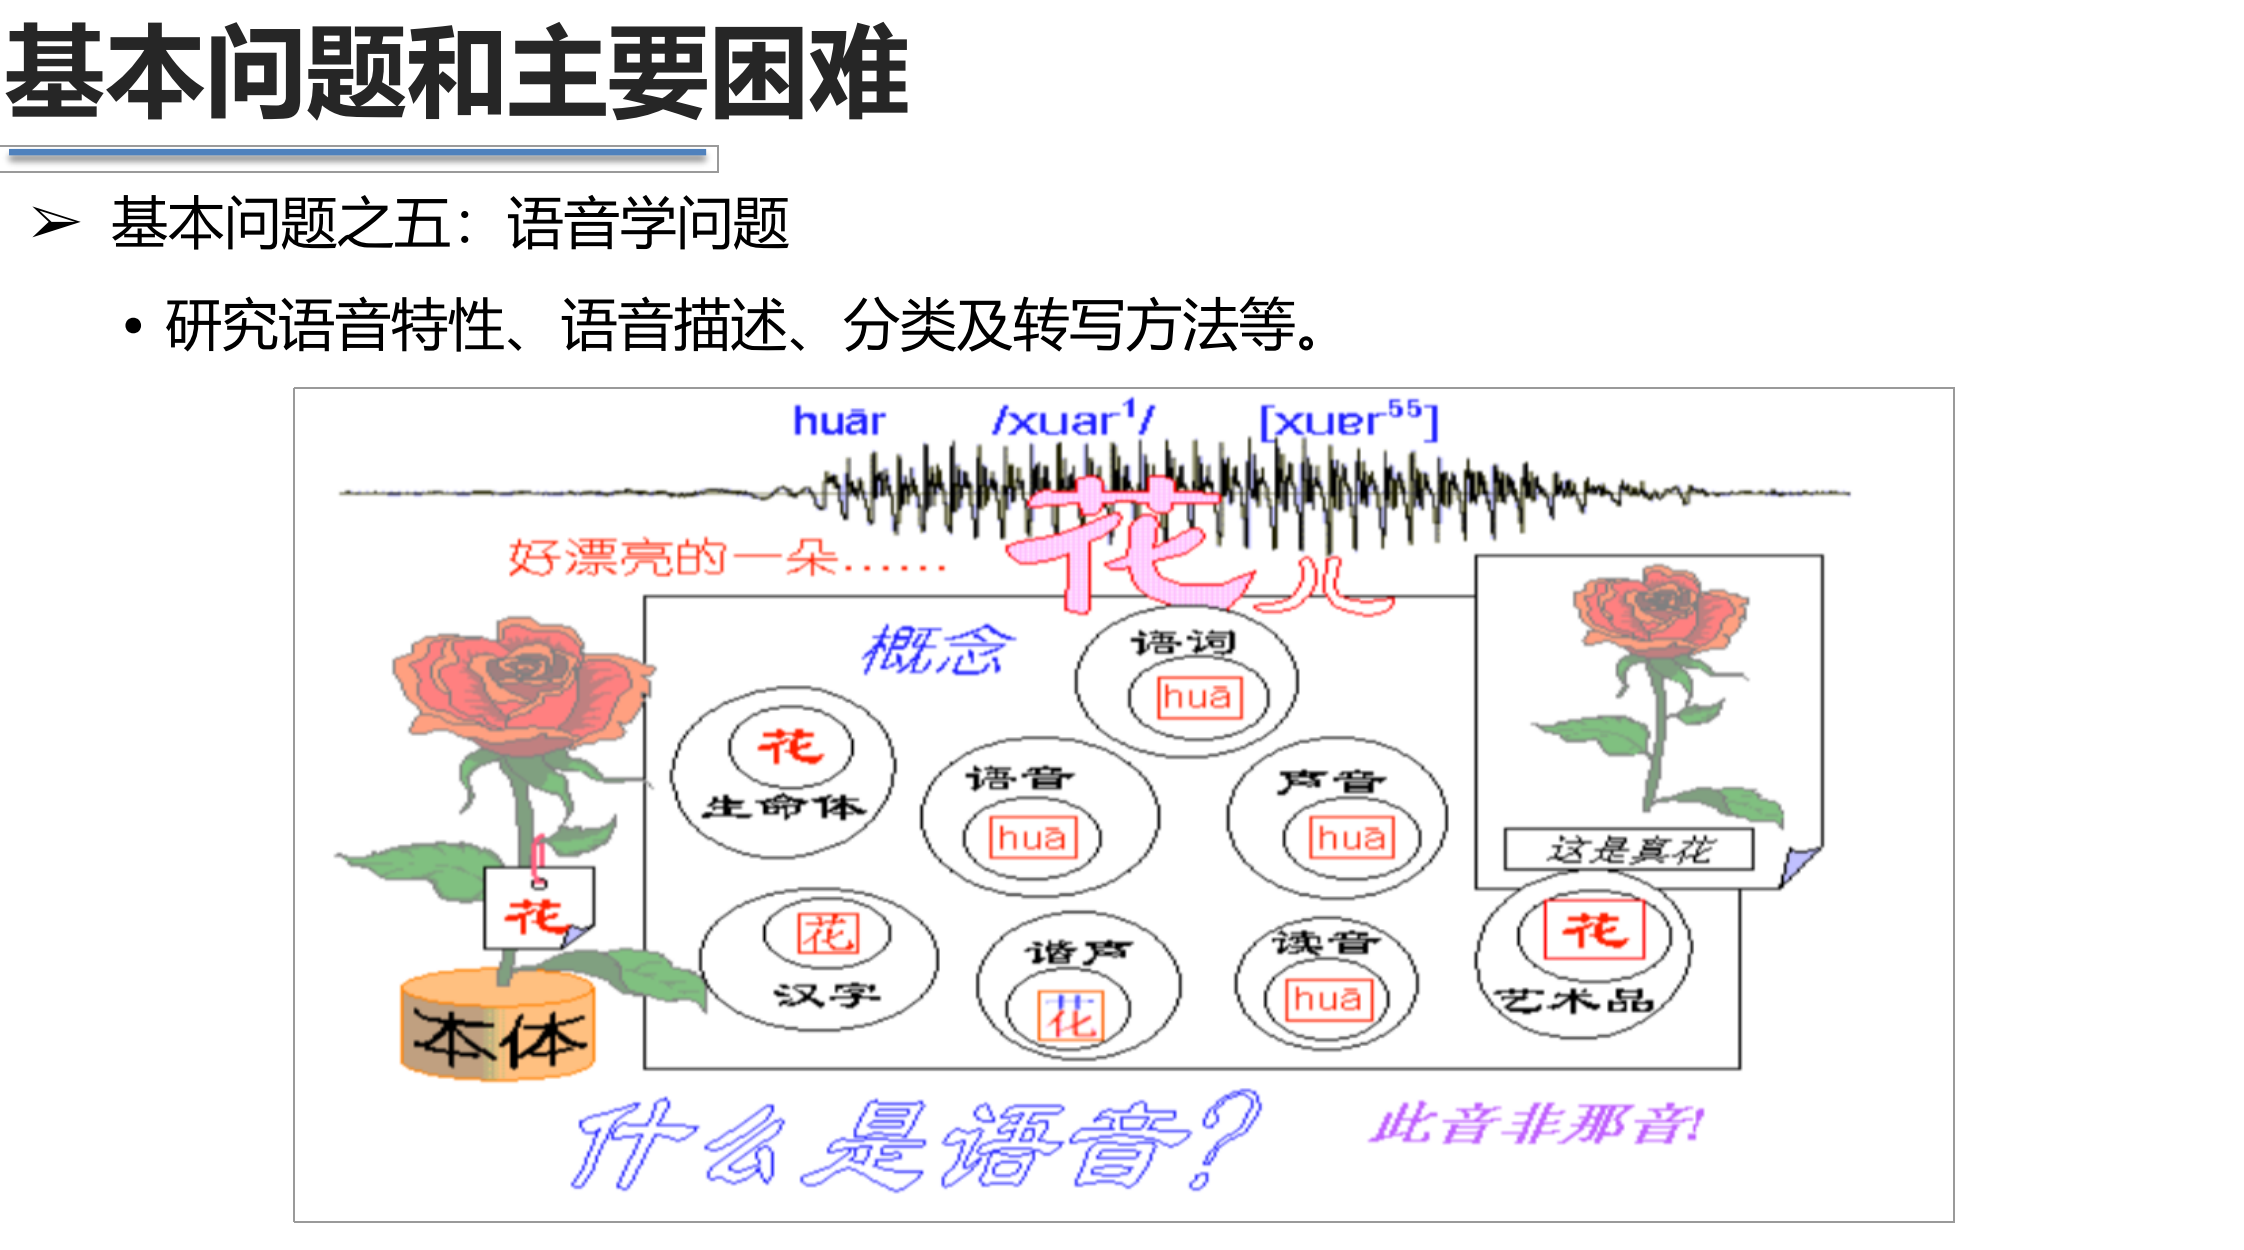 基本问题和主要困难
➢ 基本问题之五：语音学问题
• 研究语音特性、语音描述、分类及转写方法等。
huār /xuar¹/ [xuɐr⁵⁵]
花儿
好漂亮的一朵……
概念
语词
huā
花
生命体
语音
huā
声音
huā
这是真花
花
花
汉字
谐声
花
读音
huā
花
艺术品
本体
什么是语音?
此音非那音!